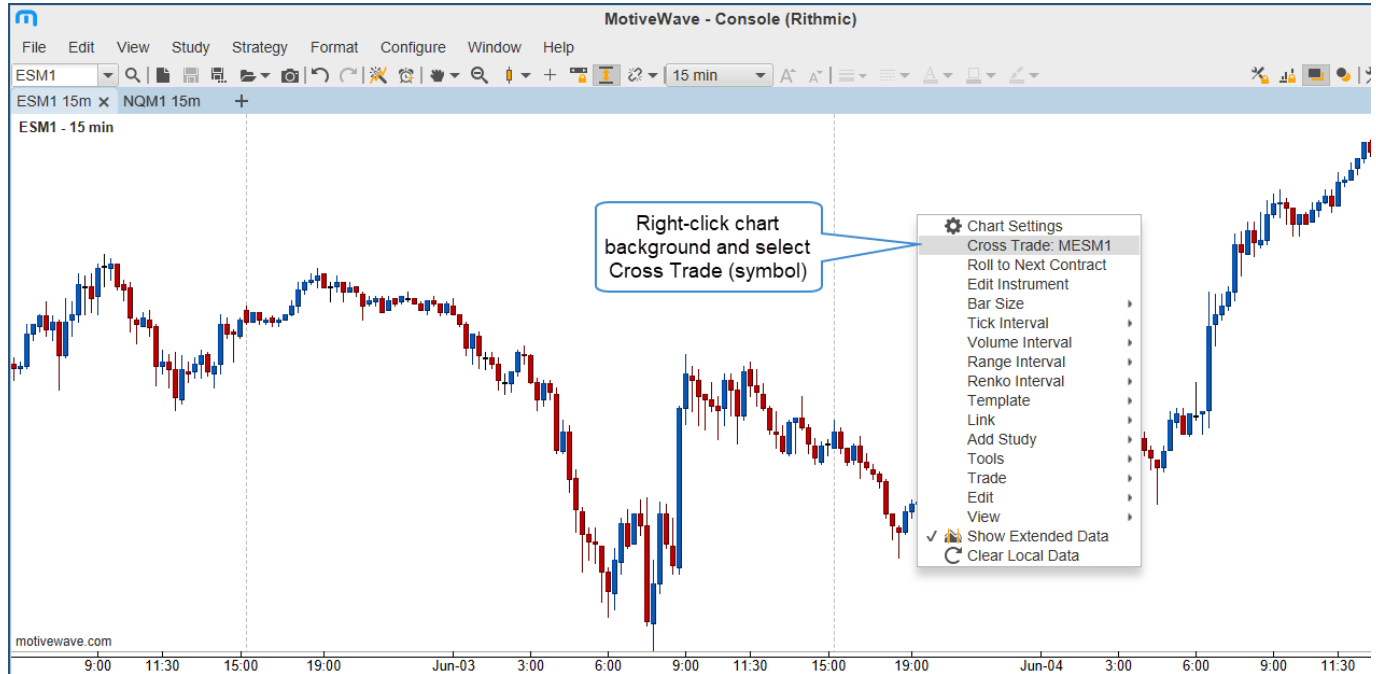 MotiveWave - Console (Rithmic)
File Edit View Study Strategy Format Configure Window Help
ESM1 15 min
ESM1 15m NQM1 15m
ESM1 - 15 min
Right-click chart
background and select
Cross Trade (symbol)
Chart Settings
Cross Trade: MESM1
Roll to Next Contract
Edit Instrument
Bar Size
Tick Interval
Volume Interval
Range Interval
Renko Interval
Template
Link
Add Study
Tools
Trade
Edit
View
Show Extended Data
Clear Local Data
motivewave.com
9:00 11:30 15:00 19:00 Jun-03 3:00 6:00 9:00 11:30 15:00 19:00 Jun-04 3:00 6:00 9:00 11:30